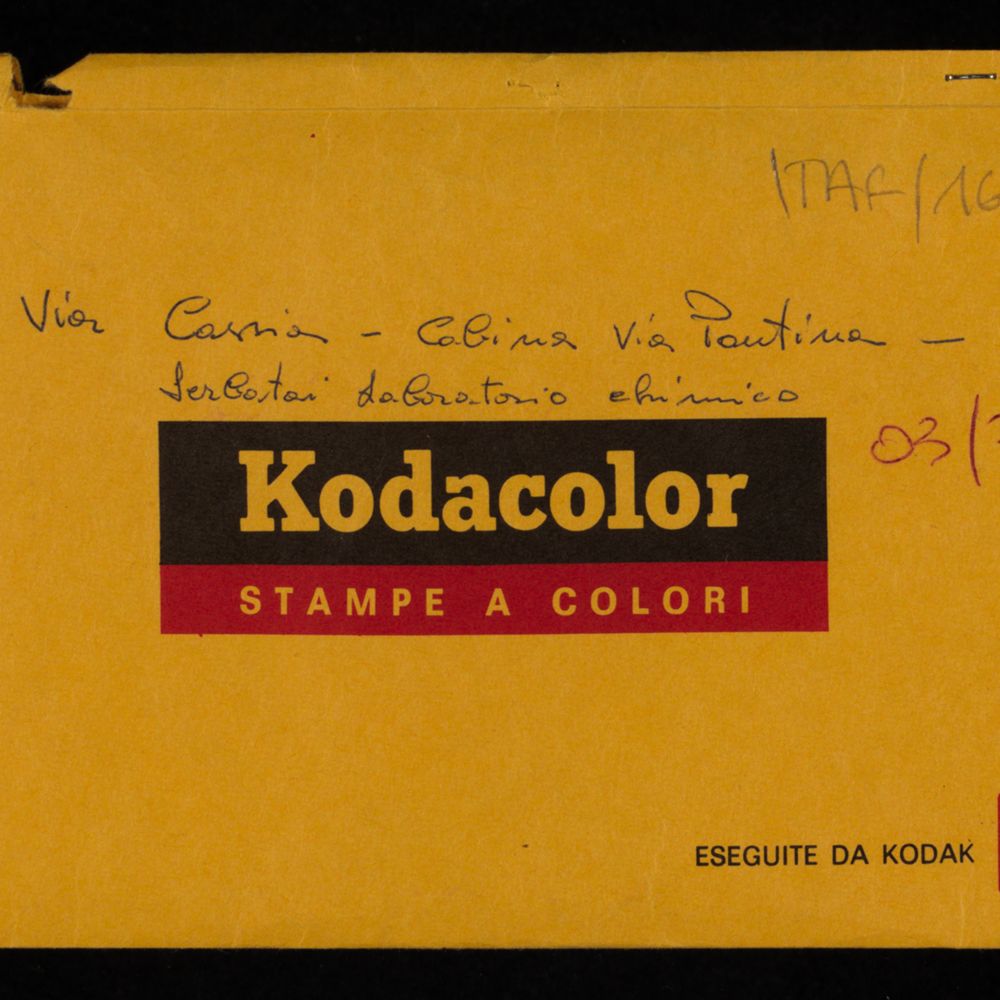 ITAF/16
Via Cassia - Cabina Via Pontina -
Serbatoi Laboratorio chimico
03/
Kodacolor
STAMPE A COLORI
ESEGUITE DA KODAK